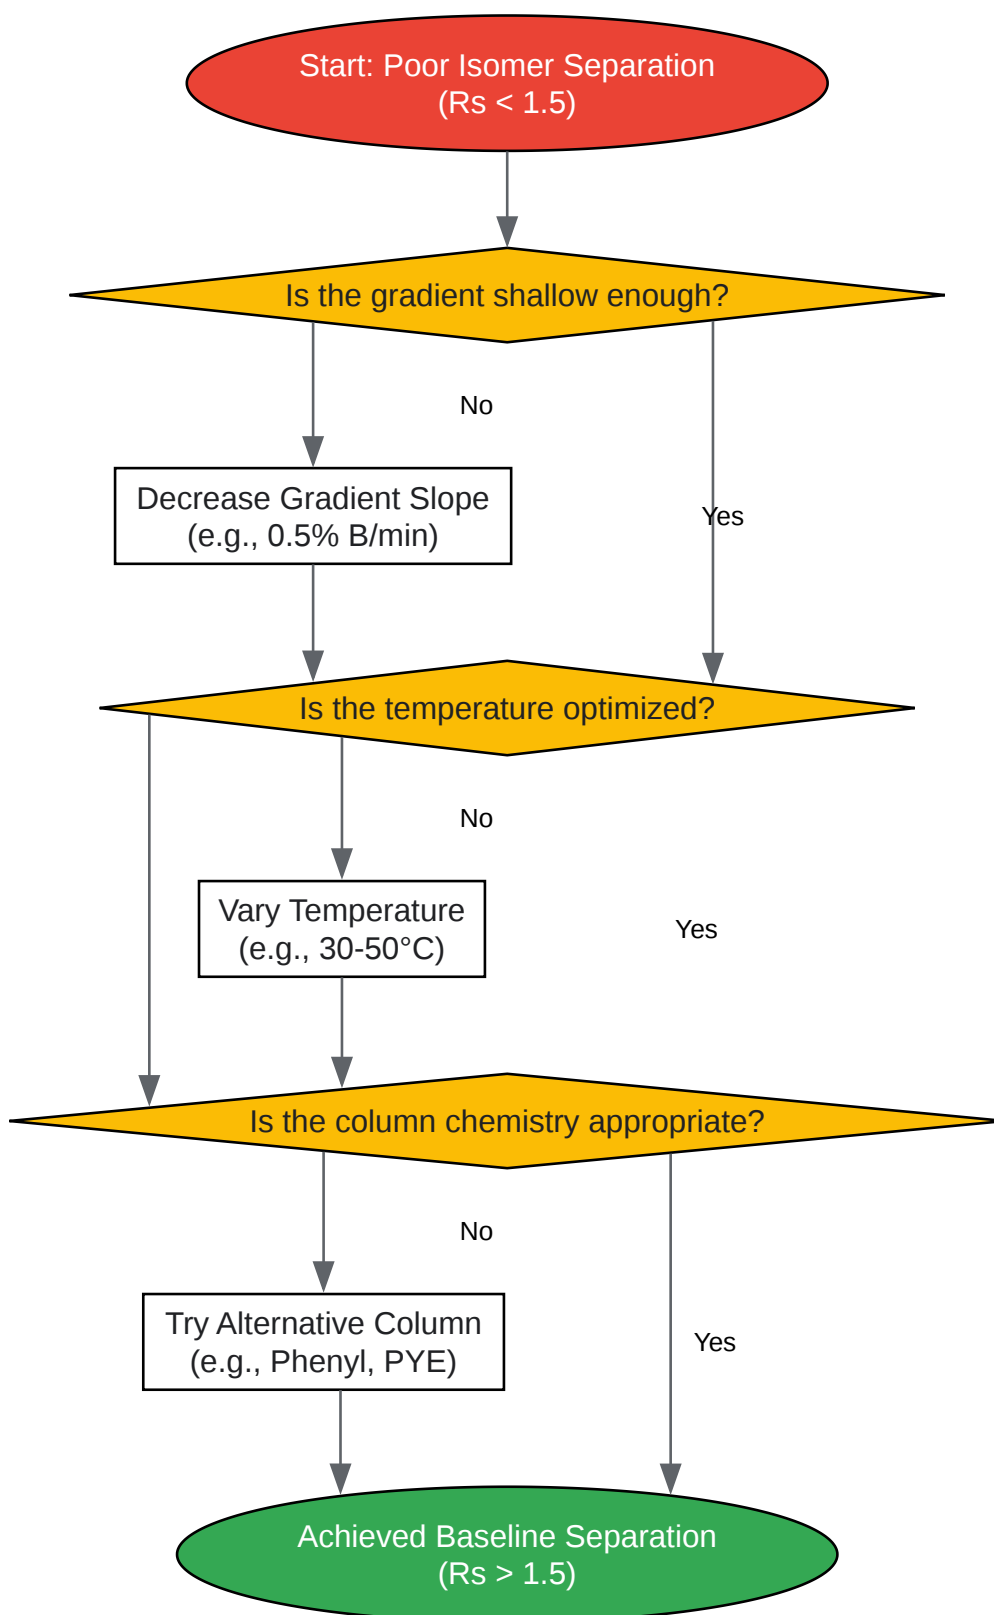 Start: Poor Isomer Separation
(Rs < 1.5)
Is the gradient shallow enough?
No
Decrease Gradient Slope
(e.g., 0.5% B/min)
Yes
Is the temperature optimized?
No
Vary Temperature
(e.g., 30-50°C)
Yes
Is the column chemistry appropriate?
No
Try Alternative Column
(e.g., Phenyl, PYE)
Yes
Achieved Baseline Separation
(Rs > 1.5)